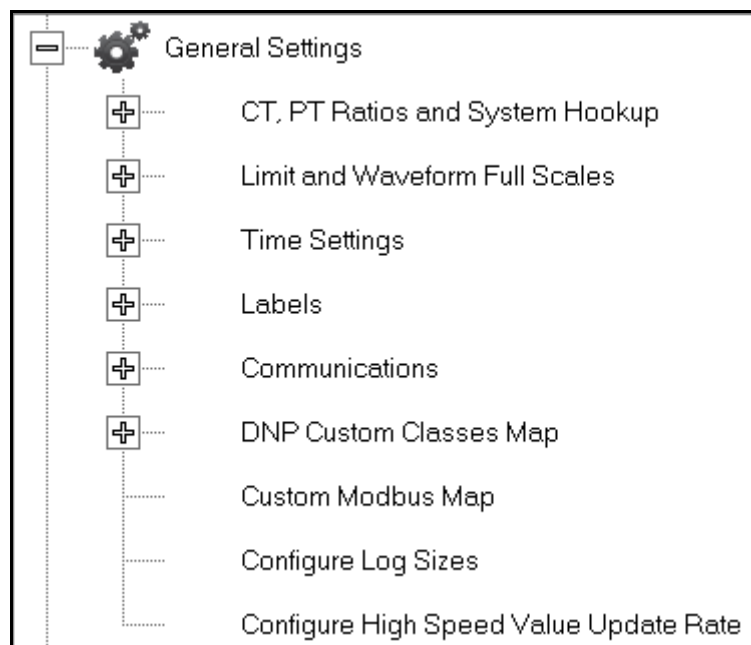 General Settings
CT, PT Ratios and System Hookup
Limit and Waveform Full Scales
Time Settings
Labels
Communications
DNP Custom Classes Map
Custom Modbus Map
Configure Log Sizes
Configure High Speed Value Update Rate